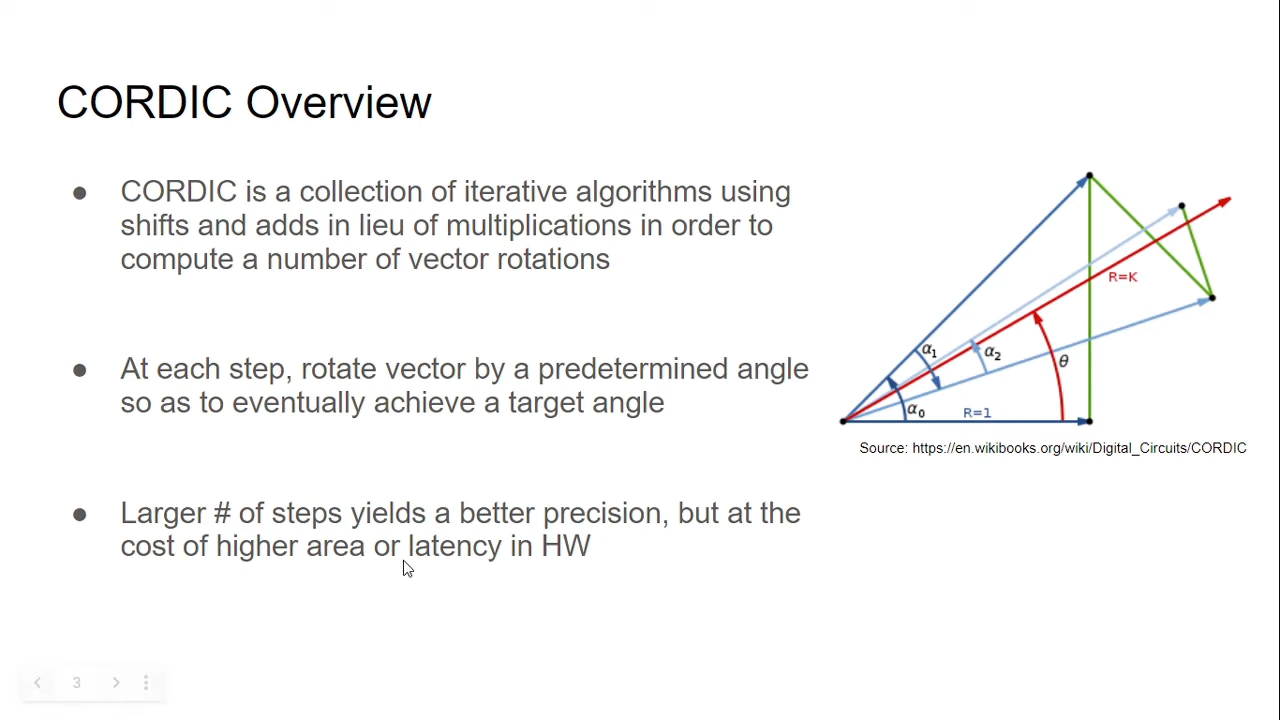 CORDIC Overview
● CORDIC is a collection of iterative algorithms using
shifts and adds in lieu of multiplications in order to
compute a number of vector rotations
● At each step, rotate vector by a predetermined angle
so as to eventually achieve a target angle
● Larger # of steps yields a better precision, but at the
cost of higher area or latency in HW
R=K
α₁
α₂
θ
α₀
R=1
Source: https://en.wikibooks.org/wiki/Digital_Circuits/CORDIC
3